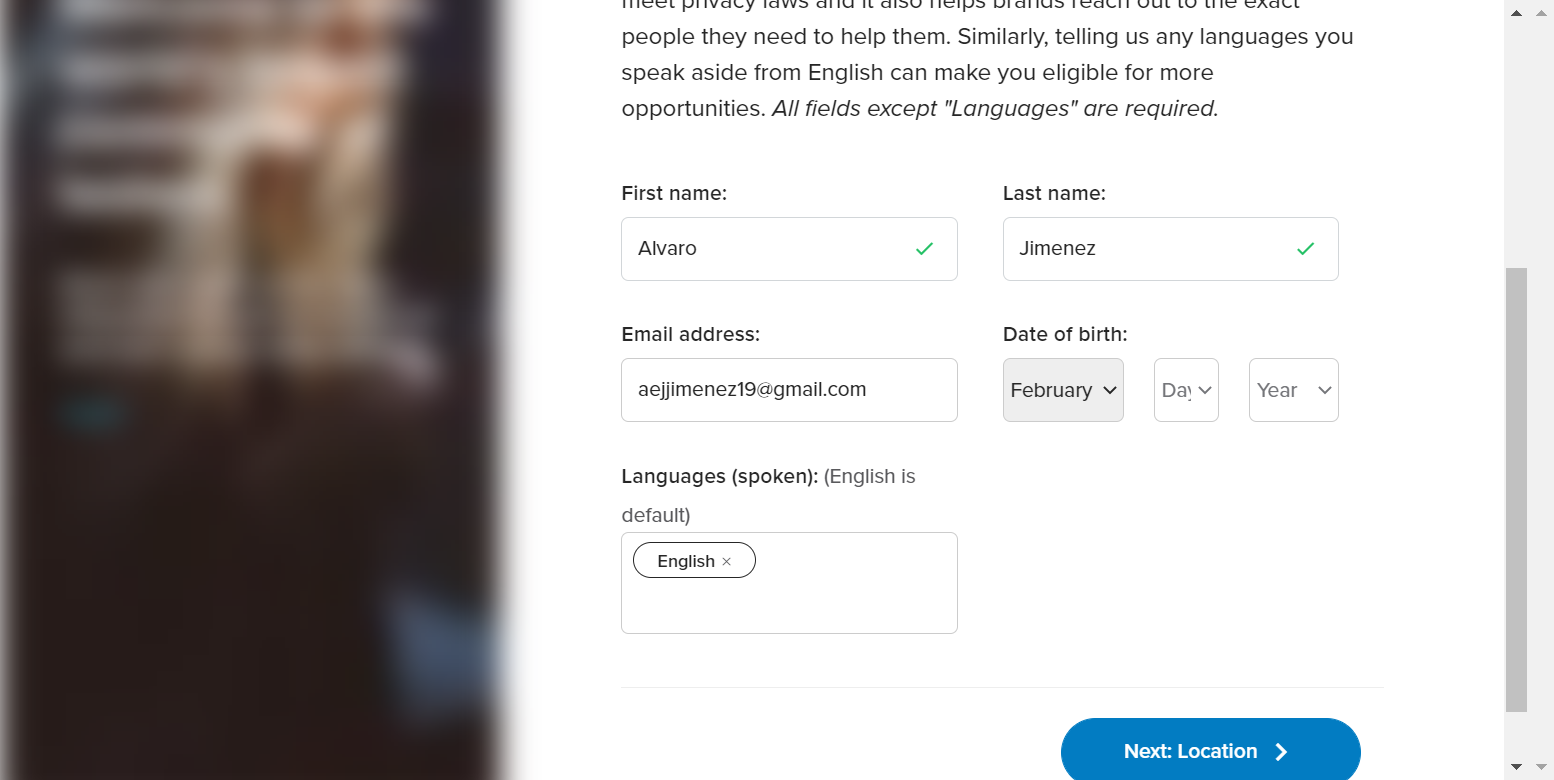 meet privacy laws and it also helps brands reach out to the exact
people they need to help them. Similarly, telling us any languages you
speak aside from English can make you eligible for more
opportunities. All fields except "Languages" are required.
First name:
Last name:
Alvaro
Jimenez
Email address:
Date of birth:
aejjimenez19@gmail.com
February
Day
Year
Languages (spoken): (English is
default)
English ×
Next: Location